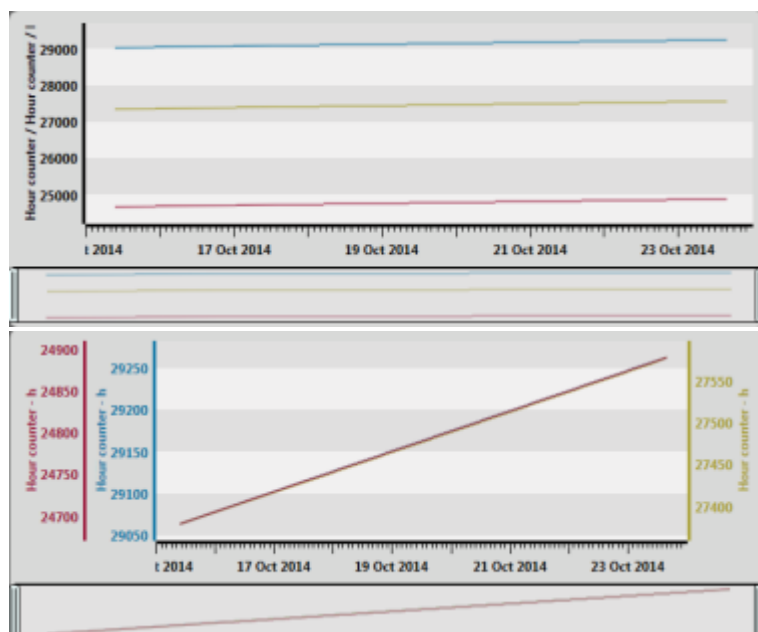 Hour counter / Hour counter / I
29000
28000
27000
26000
25000
t 2014
17 Oct 2014
19 Oct 2014
21 Oct 2014
23 Oct 2014
Hour counter - h
24900
24850
24800
24750
24700
Hour counter - h
29250
29200
29150
29100
29050
27550
27500
27450
27400
Hour counter - h
t 2014
17 Oct 2014
19 Oct 2014
21 Oct 2014
23 Oct 2014